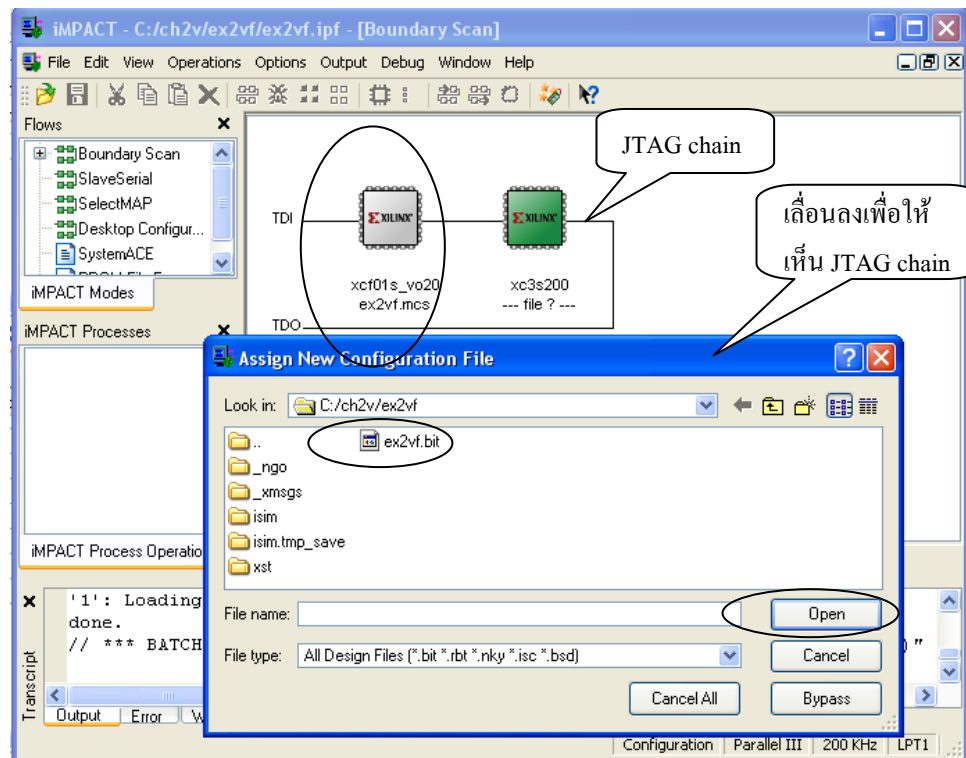 iMPACT - C:/ch2v/ex2vf/ex2vf.ipf - [Boundary Scan]
File Edit View Operations Options Output Debug Window Help
Flows
Boundary Scan
SlaveSerial
SelectMAP
Desktop Configur...
SystemACE
iMPACT Modes
iMPACT Processes
iMPACT Process Operatio
JTAG chain
เลื่อนลงเพื่อให้
เห็น JTAG chain
TDI
XILINX
XILINX
xcf01s_vo20
ex2vf.mcs
xc3s200
--- file ? ---
TDO
Assign New Configuration File
Look in: C:/ch2v/ex2vf
..
ex2vf.bit
_ngo
_xmsgs
isim
isim.tmp_save
xst
File name:
Open
File type: All Design Files (*.bit *.rbt *.nky *.isc *.bsd)
Cancel
Cancel All
Bypass
'1': Loading
done.
// *** BATCH
)"
Transcript
Output Error W
Configuration Parallel III 200 KHz LPT1